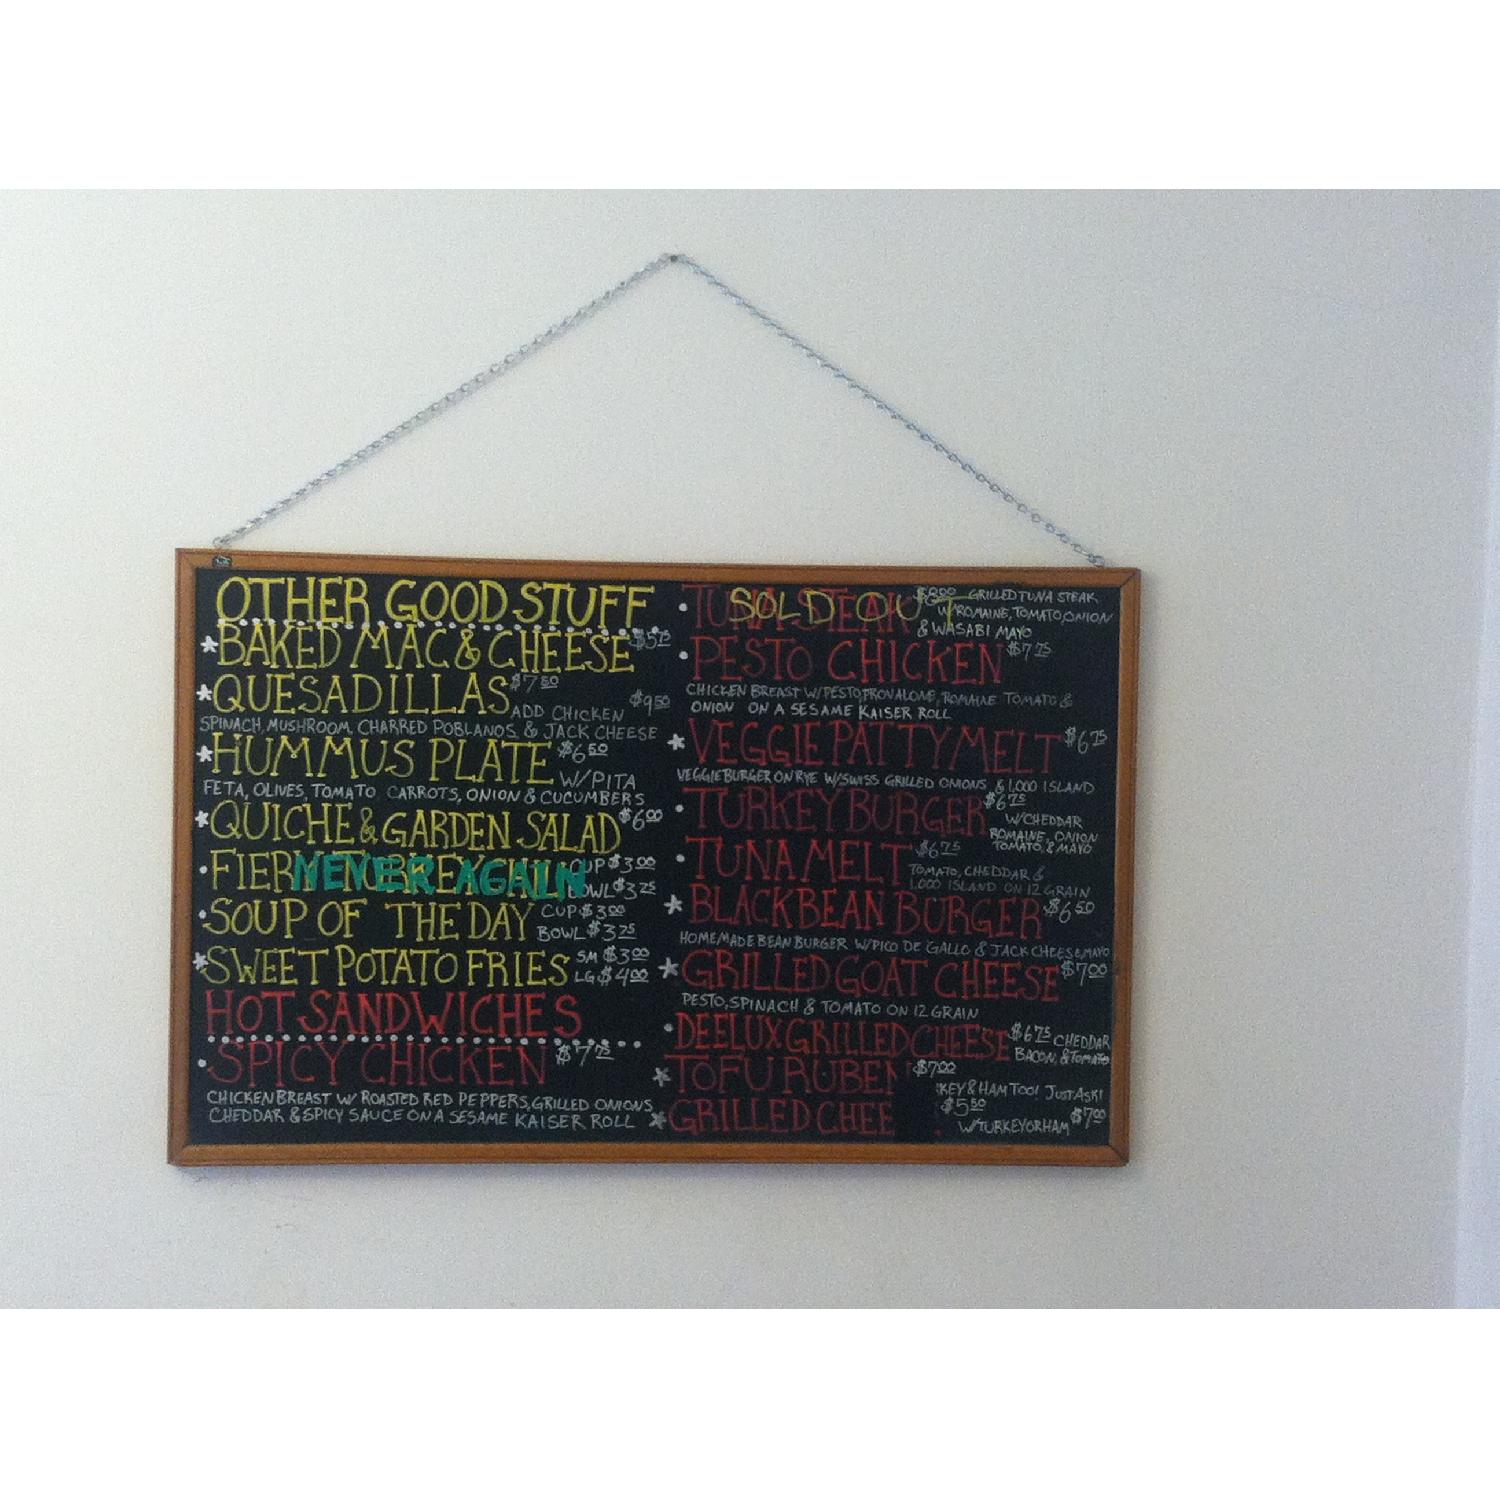 OTHER GOOD STUFF
* BAKED MAC & CHEESE $5.75
* QUESADILLAS $7.50
ADD CHICKEN $9.50
SPINACH, MUSHROOM, CHARRED POBLANOS, & JACK CHEESE
* HUMMUS PLATE $6.50
W/PITA
FETA, OLIVES, TOMATO CARROTS, ONION & CUCUMBERS
* QUICHE & GARDEN SALAD $6.00
NEVER AGAIN CUP $3.00
BOWL $3.75
• SOUP OF THE DAY CUP $3.00
BOWL $3.75
* SWEET POTATO FRIES SM $3.00
LG $4.00
HOT SANDWICHES
• SPICY CHICKEN $7.75
CHICKEN BREAST W/ ROASTED RED PEPPERS, GRILLED ONIONS
CHEDDAR & SPICY SAUCE ON A SESAME KAISER ROLL
• TUNA STEAK SOLD OUT GRILLED TUNA STEAK
W/ROMAINE, TOMATO, ONION
& WASABI MAYO
• PESTO CHICKEN $7.75
CHICKEN BREAST W/PESTO, PROVALONE, ROMAINE TOMATO &
ONION ON A SESAME KAISER ROLL
* VEGGIE PATTY MELT $6.75
VEGGIE BURGER ON RYE W/SWISS GRILLED ONIONS & 1,000 ISLAND
• TURKEY BURGER $6.75
W/CHEDDAR
ROMAINE, ONION
TOMATO, & MAYO
• TUNA MELT $6.75
TOMATO, CHEDDAR &
1,000 ISLAND ON 12 GRAIN
* BLACK BEAN BURGER $6.50
HOMEMADE BEAN BURGER W/PICO DE GALLO & JACK CHEESE, MAYO
* GRILLED GOAT CHEESE $7.00
PESTO, SPINACH & TOMATO ON 12 GRAIN
• DEELUX GRILLED CHEESE $6.75 CHEDDAR
BACON, & TOMATO
* TOFU RUBEN $7.00
KEY & HAM TOO! JUST ASK!
* GRILLED CHEE $5.50
W/TURKEY OR HAM $7.00